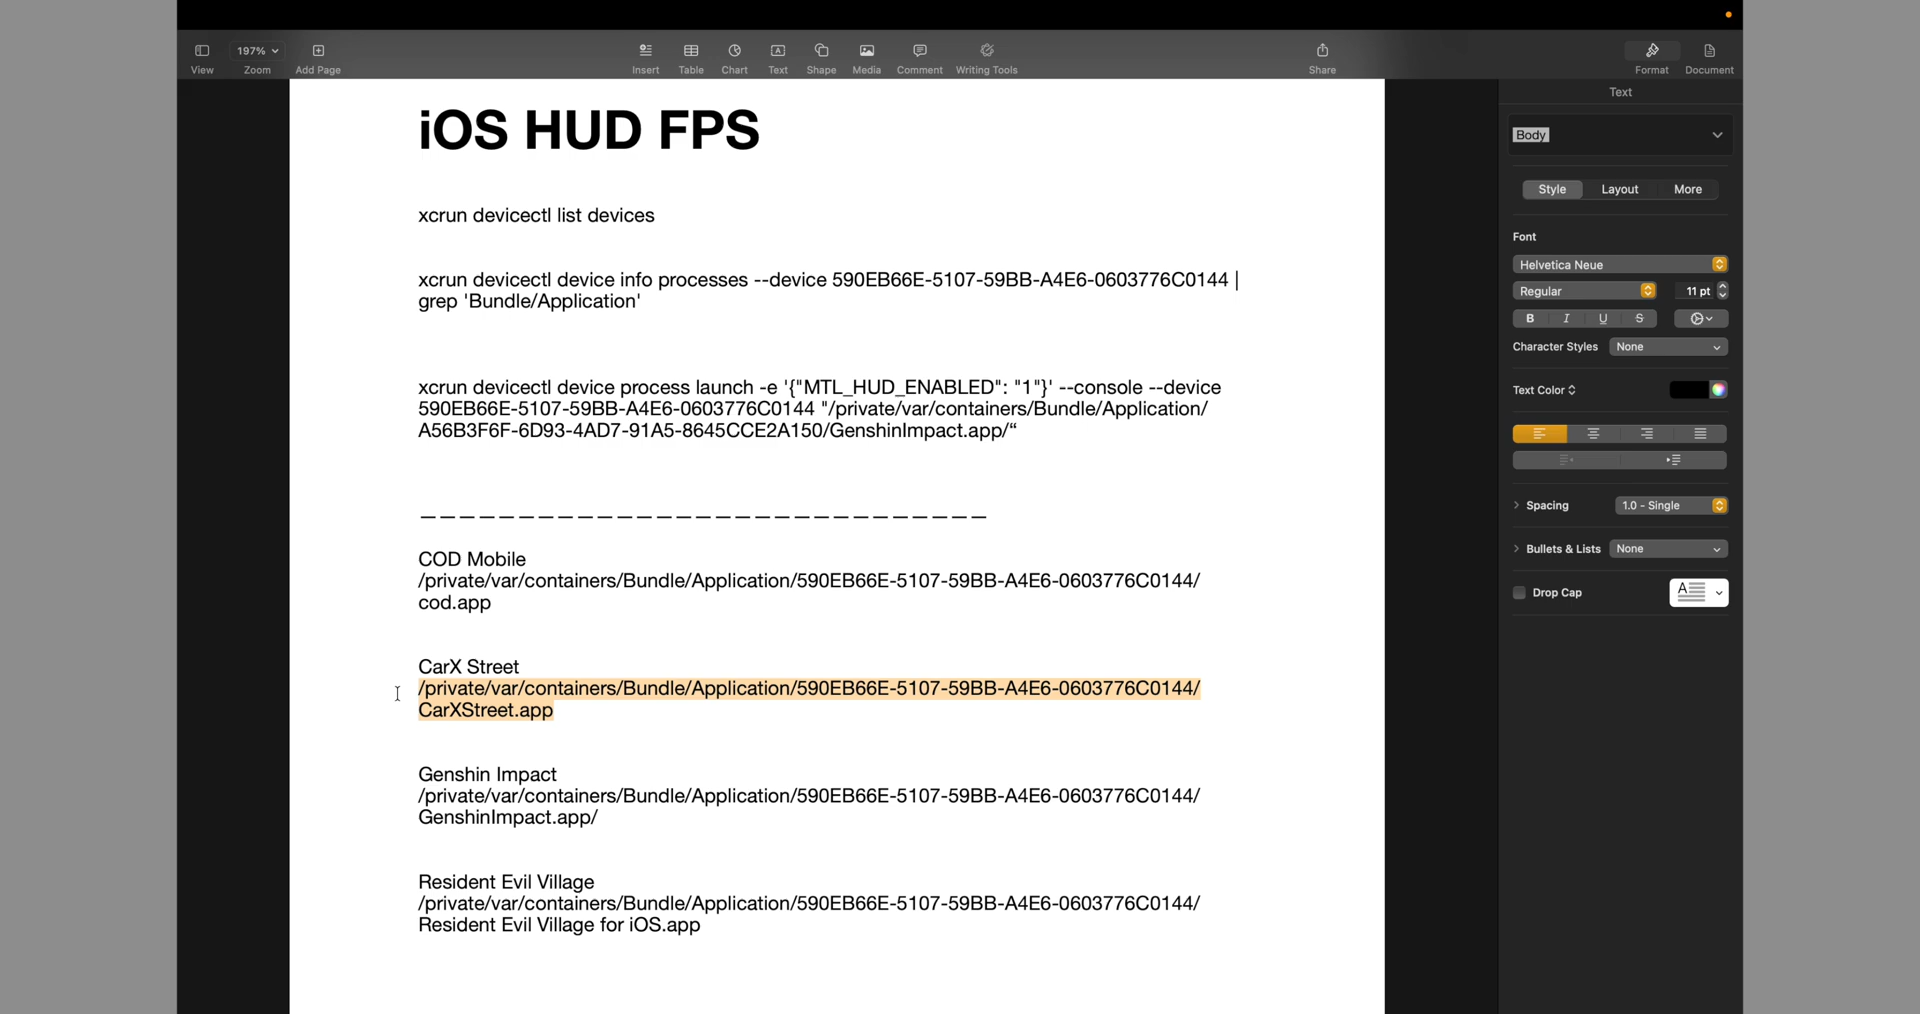 197%
View
Zoom
Add Page
Insert
Table
Chart
Text
Shape
Media
Comment
Writing Tools
Share
Format
Document
iOS HUD FPS
xcrun devicectl list devices
xcrun devicectl device info processes --device 590EB66E-5107-59BB-A4E6-0603776C0144 |
grep 'Bundle/Application'
xcrun devicectl device process launch -e '{"MTL_HUD_ENABLED": "1"}' --console --device
590EB66E-5107-59BB-A4E6-0603776C0144 "/private/var/containers/Bundle/Application/
A56B3F6F-6D93-4AD7-91A5-8645CCE2A150/GenshinImpact.app/“
— — — — — — — — — — — — — — — — — — — — — — — — — — — — —
COD Mobile
/private/var/containers/Bundle/Application/590EB66E-5107-59BB-A4E6-0603776C0144/
cod.app
CarX Street
/private/var/containers/Bundle/Application/590EB66E-5107-59BB-A4E6-0603776C0144/
CarXStreet.app
Genshin Impact
/private/var/containers/Bundle/Application/590EB66E-5107-59BB-A4E6-0603776C0144/
GenshinImpact.app/
Resident Evil Village
/private/var/containers/Bundle/Application/590EB66E-5107-59BB-A4E6-0603776C0144/
Resident Evil Village for iOS.app
Text
Body
Style Layout More
Font
Helvetica Neue
Regular 11 pt
B I U S
Character Styles None
Text Color
Spacing 1.0 - Single
Bullets & Lists None
Drop Cap A